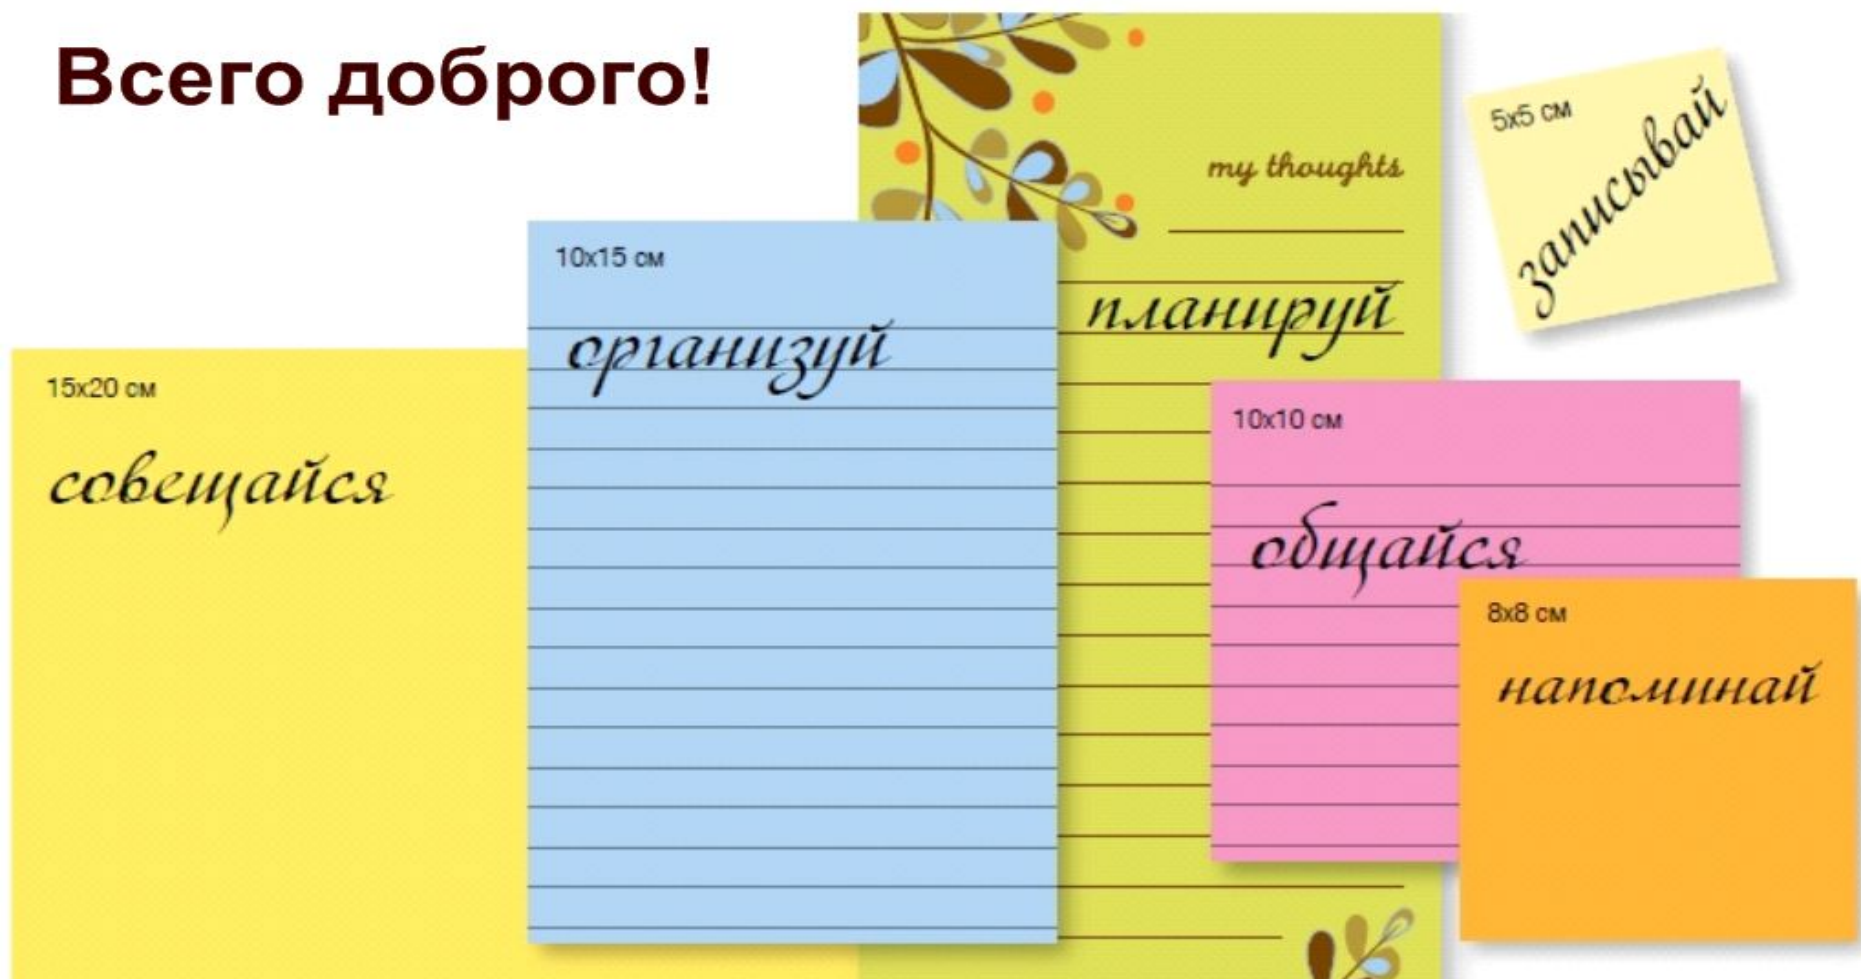 Всего доброго!
my thoughts
5x5 см
записывай
10x15 см
организуй
планируй
15x20 см
совещайся
10x10 см
общайся
8x8 см
напоминай